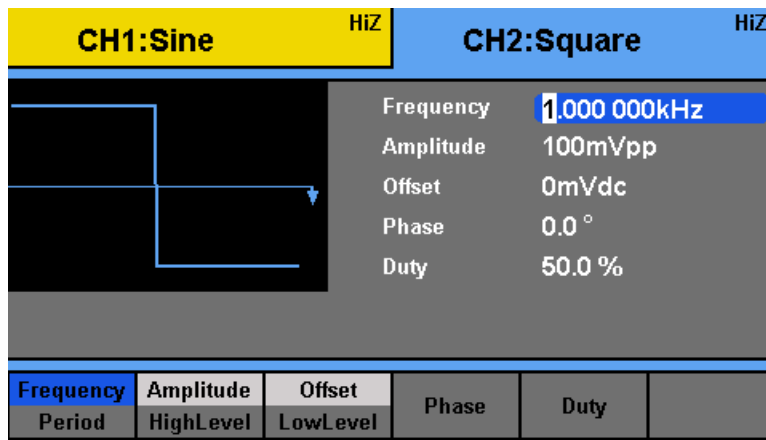 CH1:Sine HiZ CH2:Square HiZ
Frequency 1.000 000kHz
Amplitude 100mVpp
Offset 0mVdc
Phase 0.0 °
Duty 50.0 %
Frequency Amplitude Offset Phase Duty
Period HighLevel LowLevel